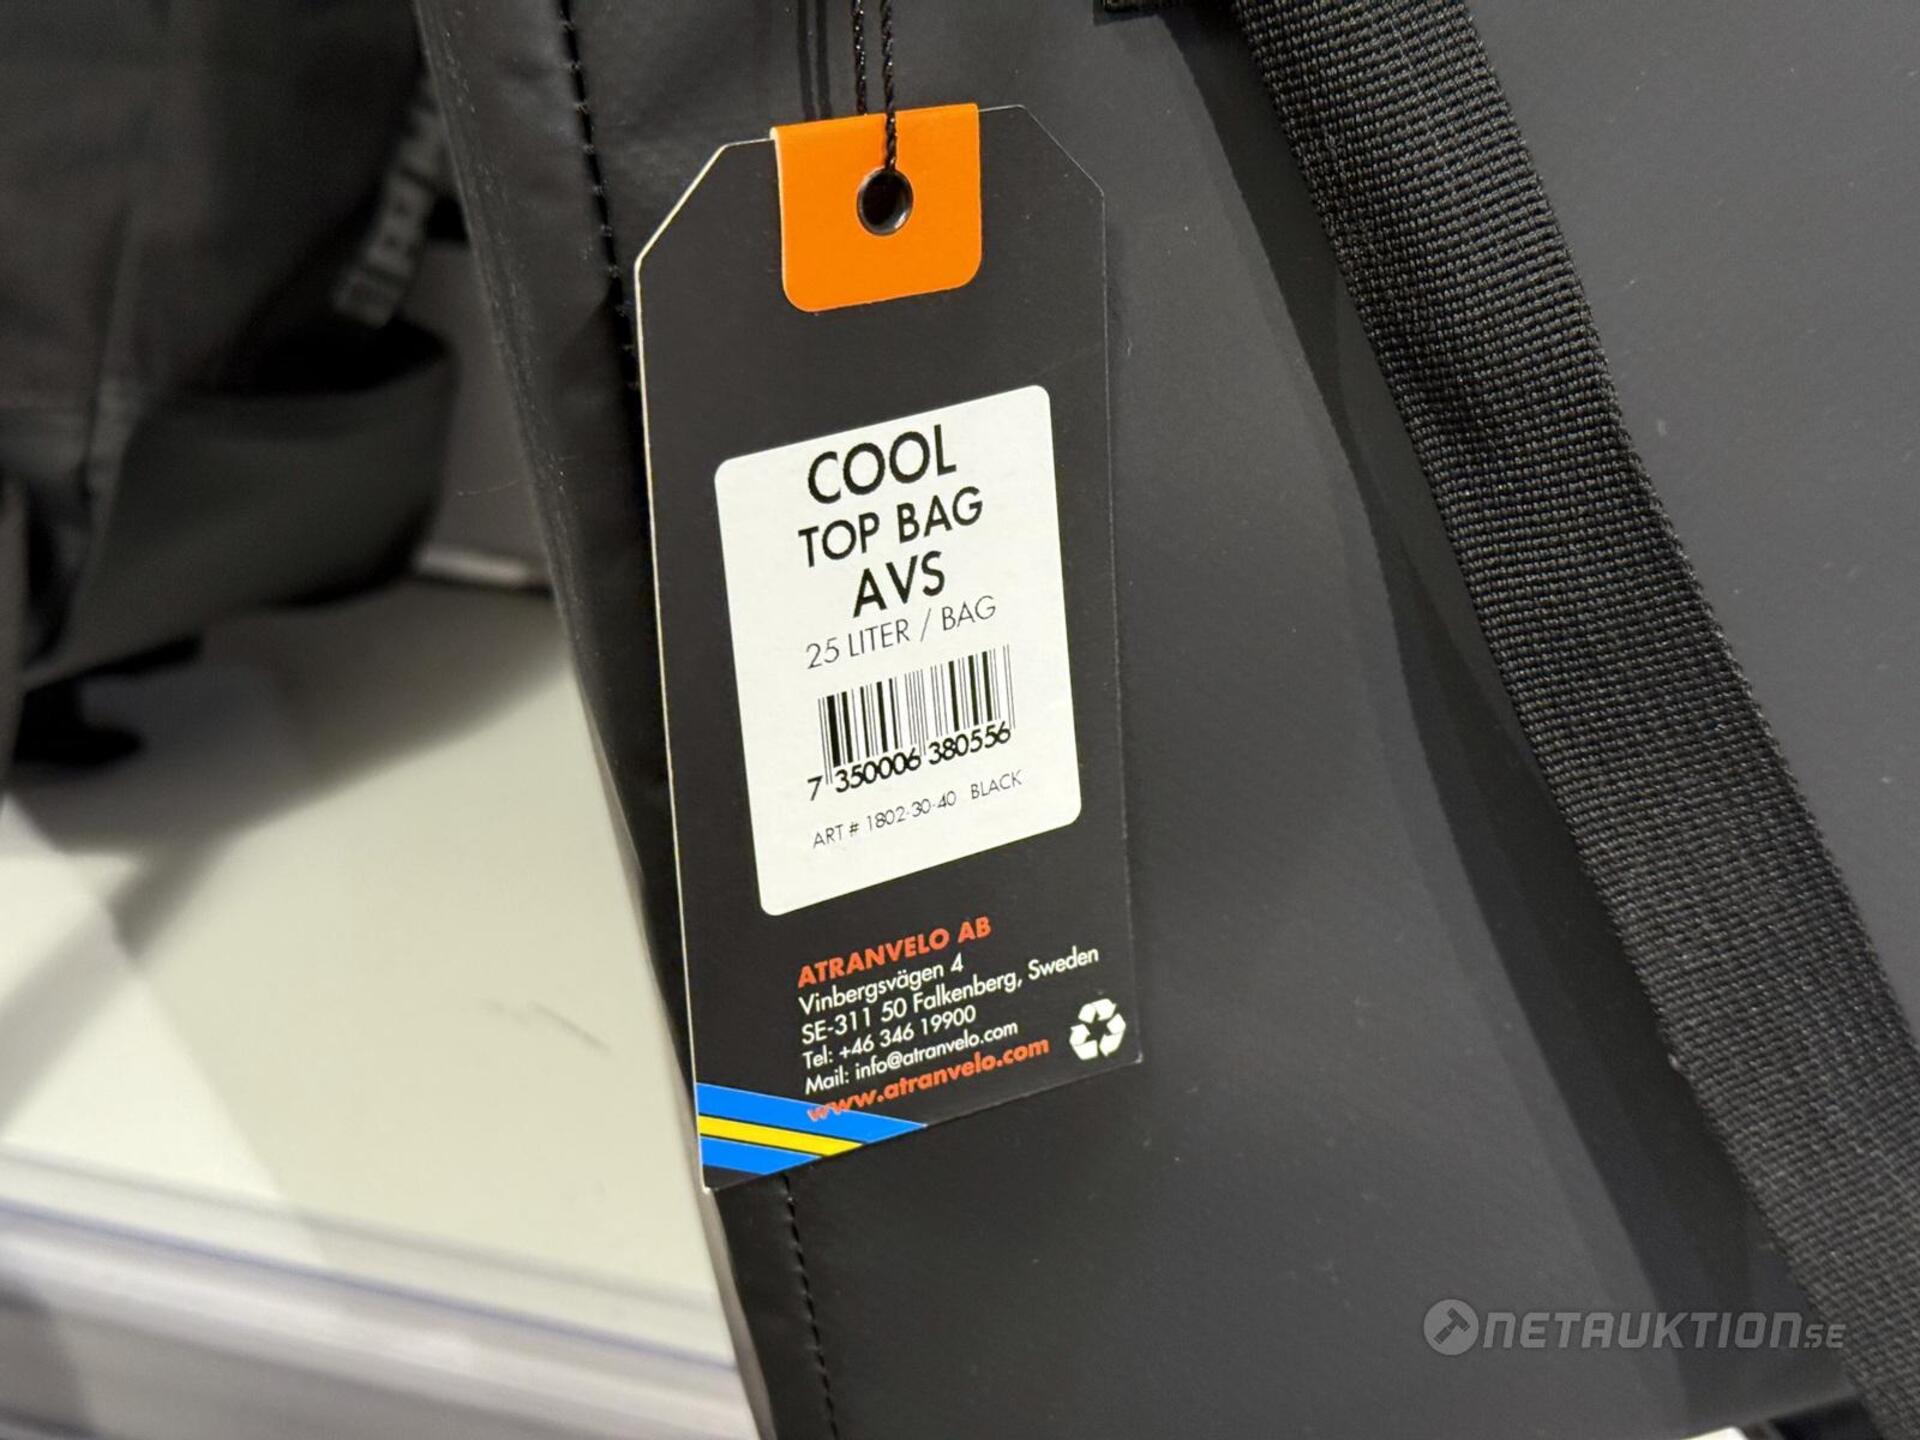 COOL
TOP BAG
AVS
25 LITER / BAG
7 350006 380556
ART # 1802-30-40 BLACK
ATRANVELO AB
Vinbergsvägen 4
SE-311 50 Falkenberg, Sweden
Tel: +46 346 19900
Mail: info@atranvelo.com
www.atranvelo.com
NETAUKTION.SE